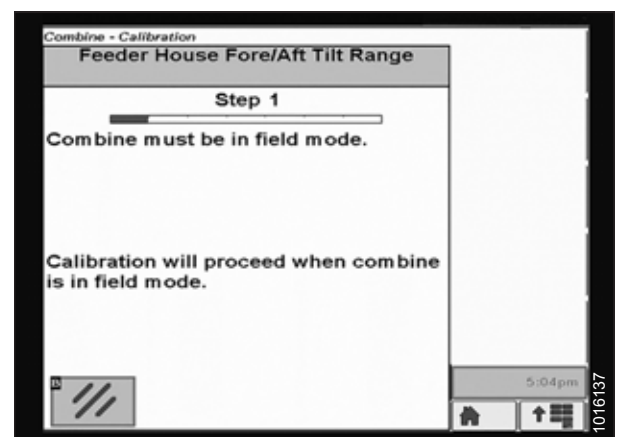 Combine - Calibration
Feeder House Fore/Aft Tilt Range
Step 1
Combine must be in field mode.
Calibration will proceed when combine
is in field mode.
B
5:04pm
1016137